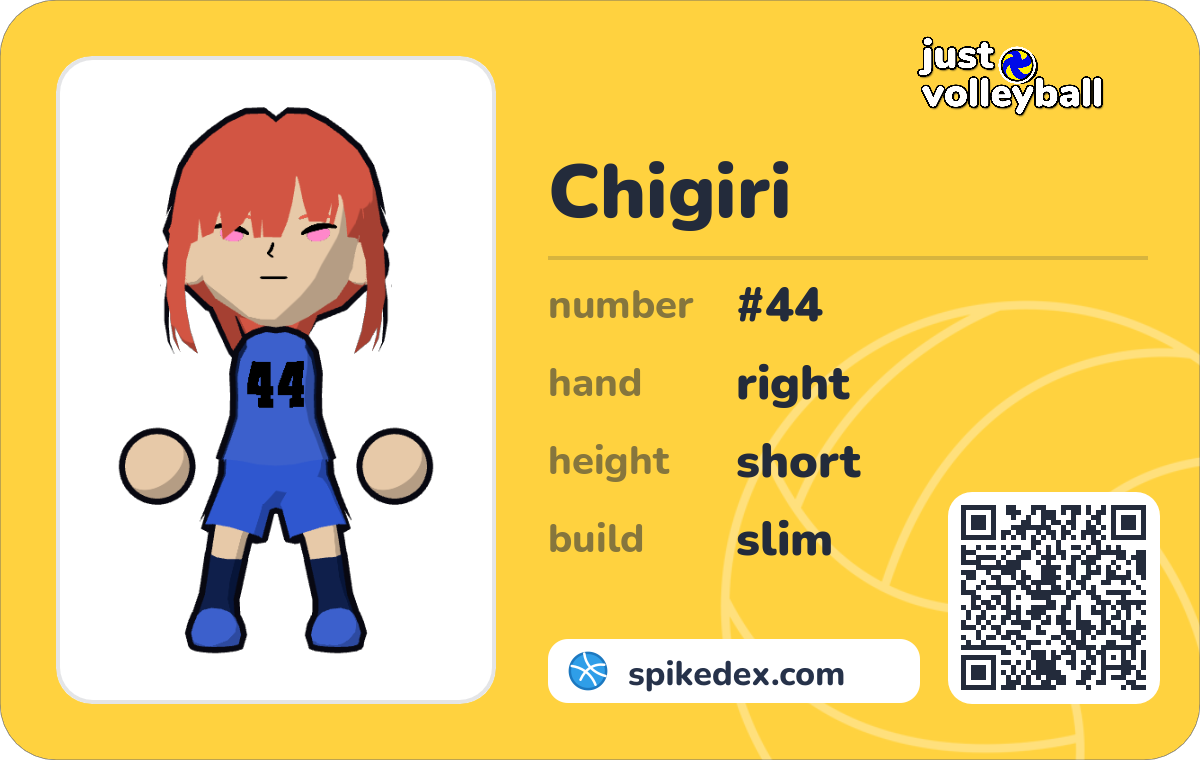 just
volleyball
Chigiri
number #44
hand right
height short
build slim
44
spikedex.com